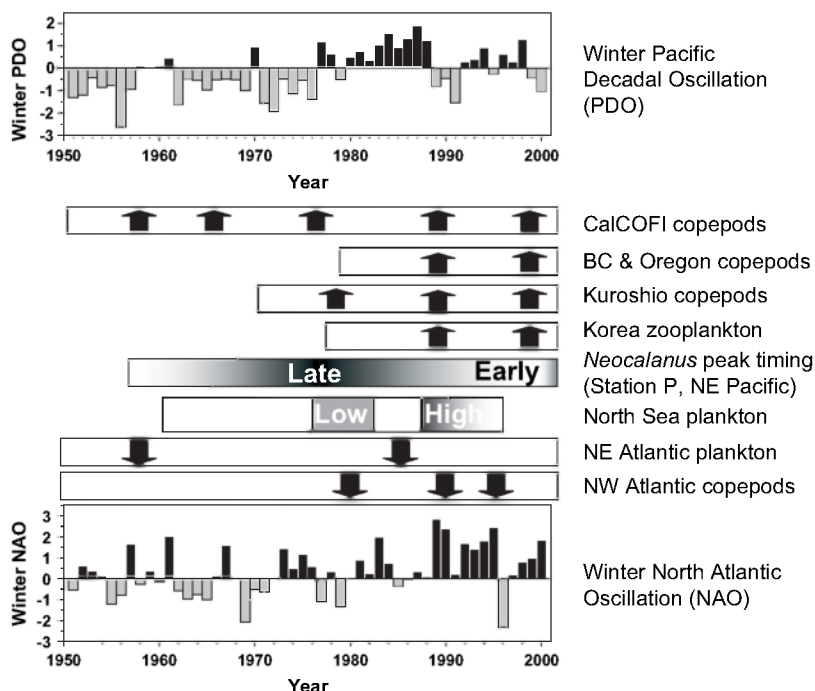 2
1
0
-1
-2
-3
Winter PDO
1950 1960 1970 1980 1990 2000
Year
Winter Pacific
Decadal Oscillation
(PDO)
CalCOFI copepods
BC & Oregon copepods
Kuroshio copepods
Korea zooplankton
Late Early
Neocalanus peak timing
(Station P, NE Pacific)
Low High
North Sea plankton
NE Atlantic plankton
NW Atlantic copepods
3
2
1
0
-1
-2
-3
Winter NAO
1950 1960 1970 1980 1990 2000
Year
Winter North Atlantic
Oscillation (NAO)